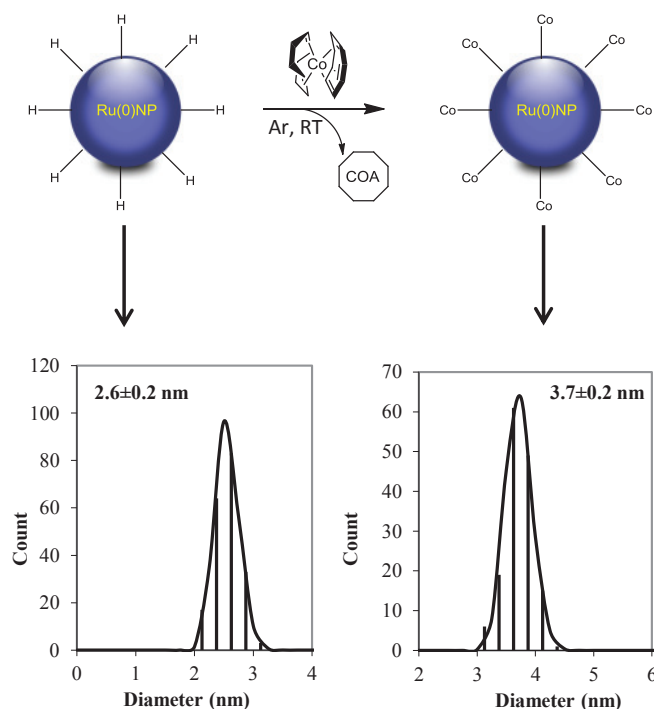 H
H H
H Ru(0)NP H
H H
H
Co
Ar, RT
COA
Co
Co Co
Co Ru(0)NP Co
Co Co
Co
2.6±0.2 nm
120
100
80
60
40
20
0
0 1 2 3 4
Count
Diameter (nm)
3.7±0.2 nm
70
60
50
40
30
20
10
0
2 3 4 5 6
Count
Diameter (nm)